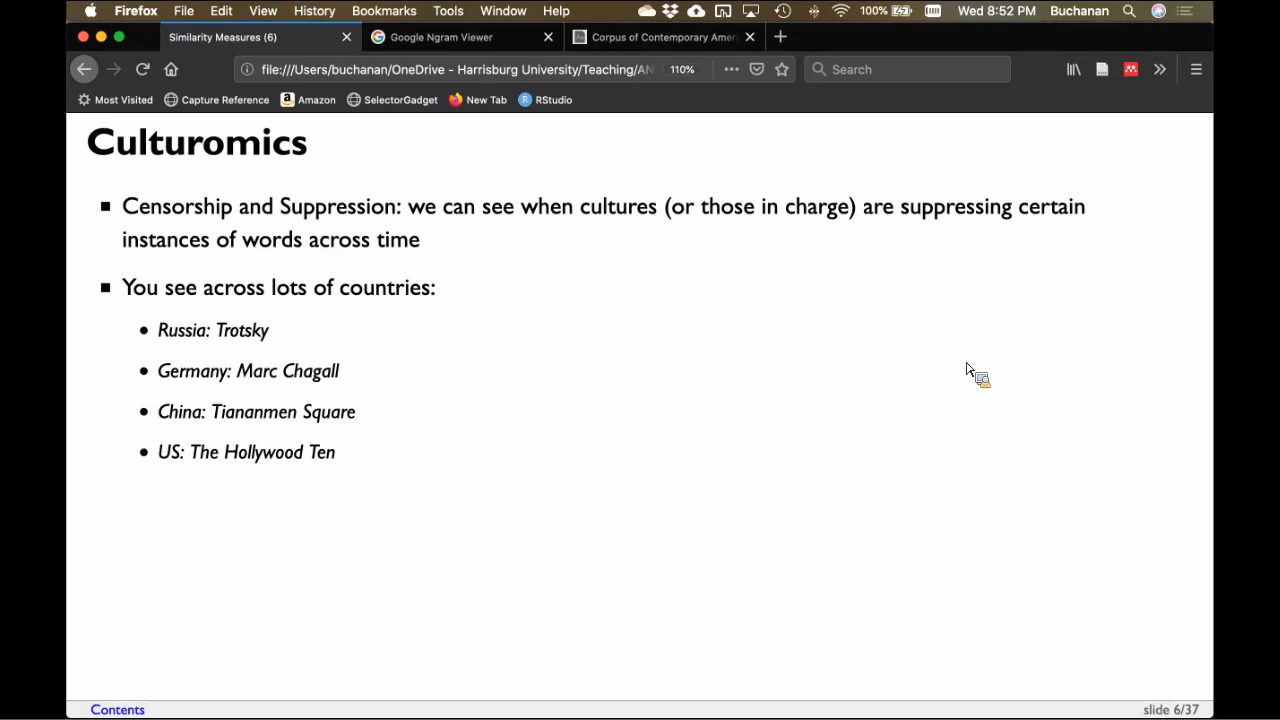 Firefox File Edit View History Bookmarks Tools Window Help 100% Wed 8:52 PM Buchanan
Similarity Measures (6) Google Ngram Viewer Corpus of Contemporary Ameri
file:///Users/buchanan/OneDrive - Harrisburg University/Teaching/AN 110% Search
Most Visited Capture Reference Amazon SelectorGadget New Tab RStudio
Culturomics
Censorship and Suppression: we can see when cultures (or those in charge) are suppressing certain
instances of words across time
You see across lots of countries:
Russia: Trotsky
Germany: Marc Chagall
China: Tiananmen Square
US: The Hollywood Ten
Contents slide 6/37